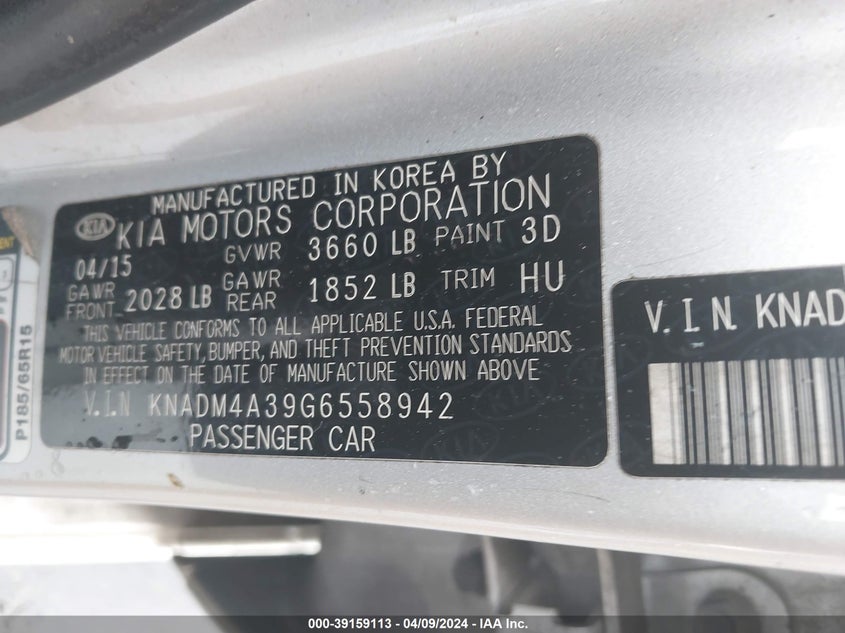 MANUFACTURED IN KOREA BY
KIA KIA MOTORS CORPORATION
04/15 GVWR 3660 LB PAINT 3D
GAWR FRONT 2028 LB GAWR REAR 1852 LB TRIM HU
THIS VEHICLE CONFORMS TO ALL APPLICABLE U.S.A. FEDERAL
MOTOR VEHICLE SAFETY, BUMPER, AND THEFT PREVENTION STANDARDS
IN EFFECT ON THE DATE OF MANUFACTURE SHOWN ABOVE
V.I.N KNADM4A39G6558942
PASSENGER CAR
V.I.N. KNAD
P185/65R15
000-39159113 - 04/09/2024 - IAA Inc.